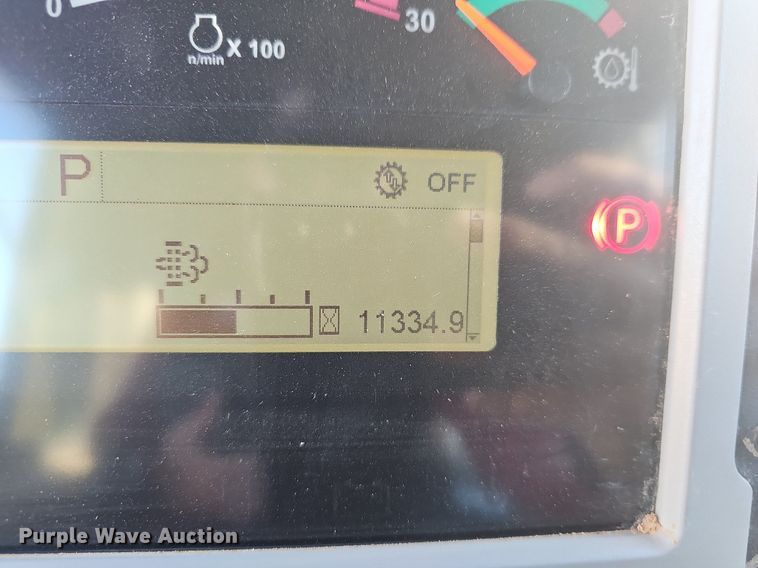 0
30
n/min X 100
P
OFF
P
11334.9
Purple Wave Auction